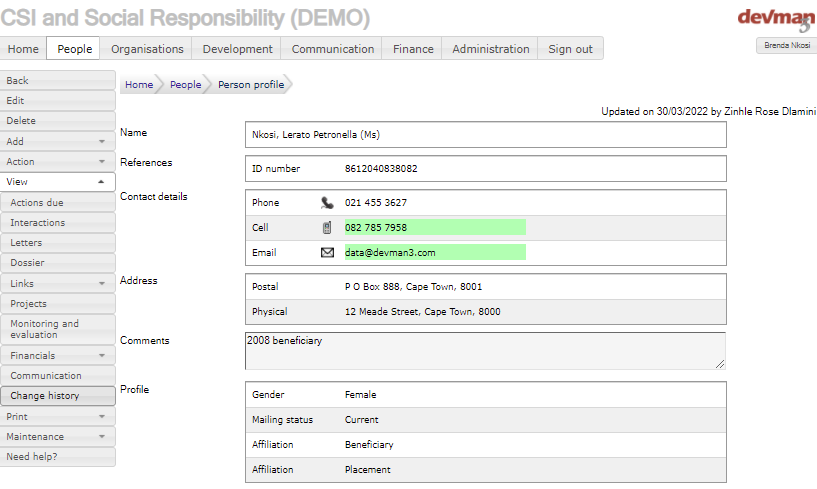 CSI and Social Responsibility (DEMO)
devman
3
Home People Organisations Development Communication Finance Administration Sign out
Brenda Nkosi
Back
Edit
Delete
Add
Action
View
Actions due
Interactions
Letters
Dossier
Links
Projects
Monitoring and
evaluation
Financials
Communication
Change history
Print
Maintenance
Need help?
Home People Person profile
Updated on 30/03/2022 by Zinhle Rose Dlamini
Name Nkosi, Lerato Petronella (Ms)
References ID number 8612040838082
Contact details Phone 021 455 3627
Cell 082 785 7958
Email data@devman3.com
Address Postal P O Box 888, Cape Town, 8001
Physical 12 Meade Street, Cape Town, 8000
Comments 2008 beneficiary
Profile Gender Female
Mailing status Current
Affiliation Beneficiary
Affiliation Placement